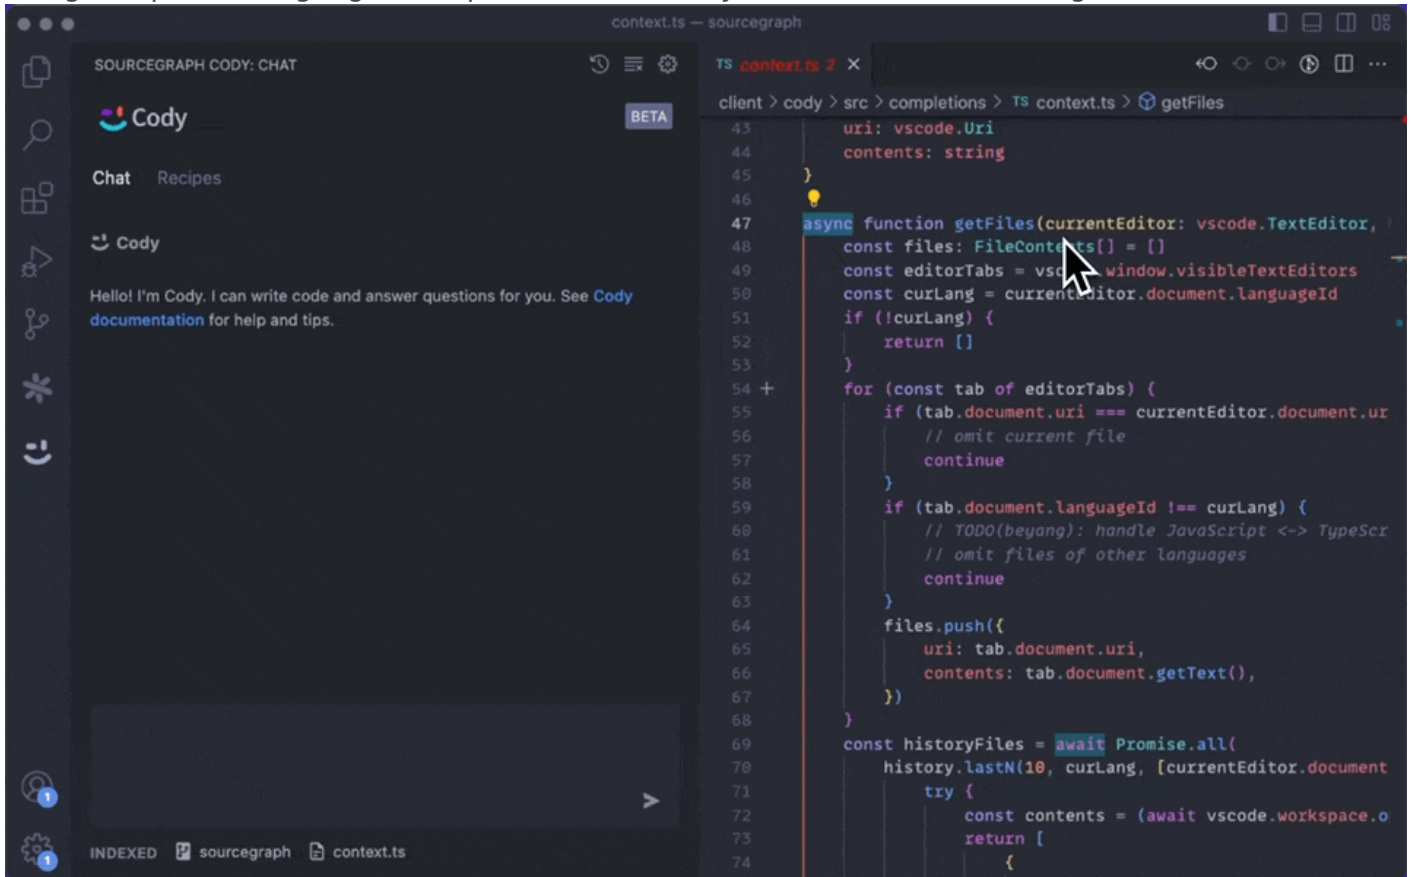 context.ts — sourcegraph
SOURCEGRAPH CODY: CHAT
Cody
BETA
Chat Recipes
Cody
Hello! I'm Cody. I can write code and answer questions for you. See Cody
documentation for help and tips.
INDEXED sourcegraph context.ts
1
1
TS context.ts 2
client > cody > src > completions > TS context.ts > getFiles
43 uri: vscode.Uri
44 contents: string
45 }
46
47 async function getFiles(currentEditor: vscode.TextEditor,
48 const files: FileContents[] = []
49 const editorTabs = .window.visibleTextEditors
50 const curLang = currentEditor.document.languageId
51 if (!curLang) {
52 return []
53 }
54 + for (const tab of editorTabs) {
55 if (tab.document.uri === currentEditor.document.ur
56 // omit current file
57 continue
58 }
59 if (tab.document.languageId !== curLang) {
60 // TODO(beyang): handle JavaScript <-> TypeScr
61 // omit files of other languages
62 continue
63 }
64 files.push({
65 uri: tab.document.uri,
66 contents: tab.document.getText(),
67 })
68 }
69 const historyFiles = await Promise.all(
70 history.lastN(10, curLang, [currentEditor.document
71 try {
72 const contents = (await vscode.workspace.o
73 return [
74 {